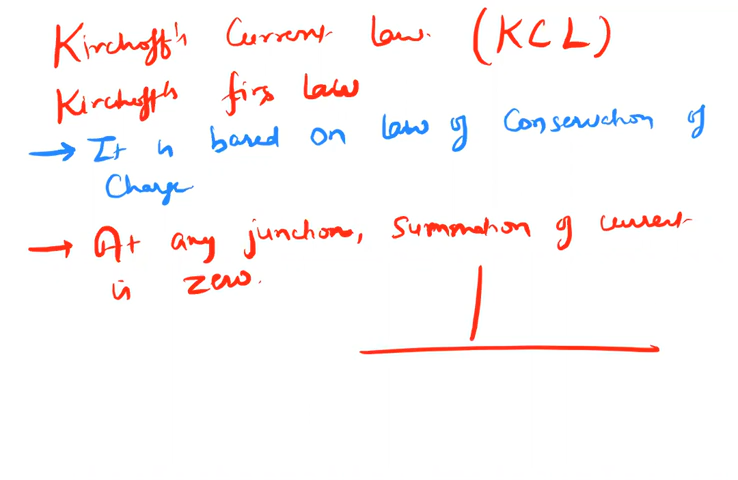 Kirchoff's Current law. (KCL)
Kirchoff's first law
→ It is based on law of Conservation of
Charge
→ At any junction, summation of current
is zero.